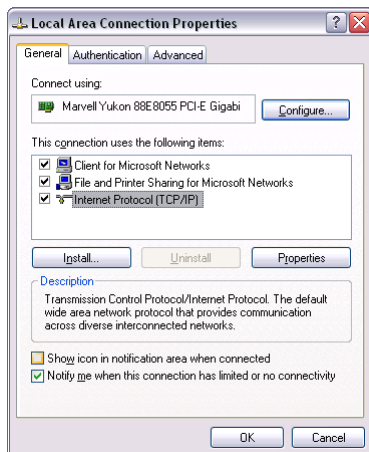 Local Area Connection Properties
General Authentication Advanced
Connect using:
Marvell Yukon 88E8055 PCI-E Gigabi
Configure...
This connection uses the following items:
Client for Microsoft Networks
File and Printer Sharing for Microsoft Networks
Internet Protocol (TCP/IP)
Install... Uninstall Properties
Description
Transmission Control Protocol/Internet Protocol. The default
wide area network protocol that provides communication
across diverse interconnected networks.
Show icon in notification area when connected
Notify me when this connection has limited or no connectivity
OK Cancel